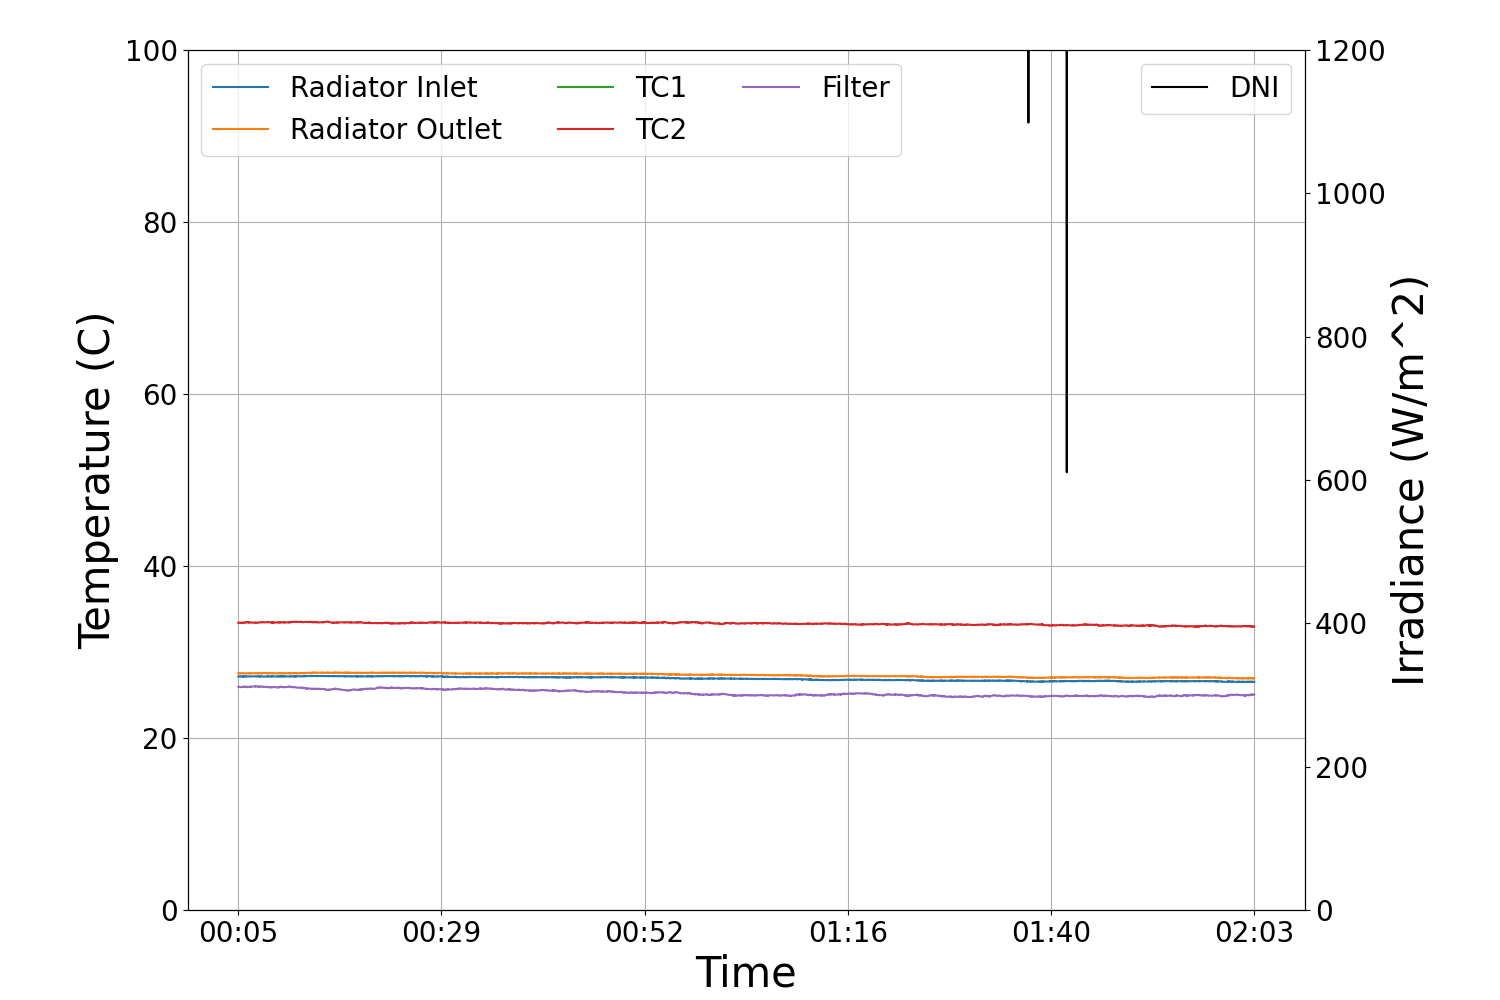 100
80
60
40
20
0
Temperature (C)
Radiator Inlet
Radiator Outlet
TC1
TC2
Filter
DNI
1200
1000
800
600
400
200
0
Irradiance (W/m^2)
00:05 00:29 00:52 01:16 01:40 02:03
Time